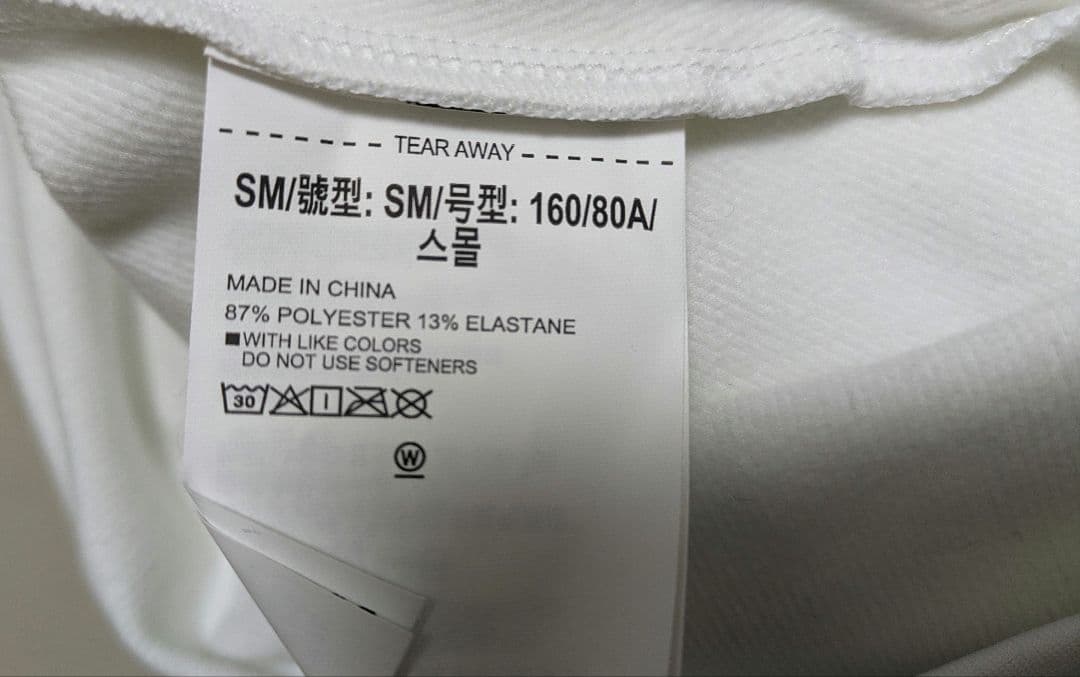 TEAR AWAY
SM/號型: SM/号型: 160/80A/
스몰
MADE IN CHINA
87% POLYESTER 13% ELASTANE
WITH LIKE COLORS
DO NOT USE SOFTENERS
30
W